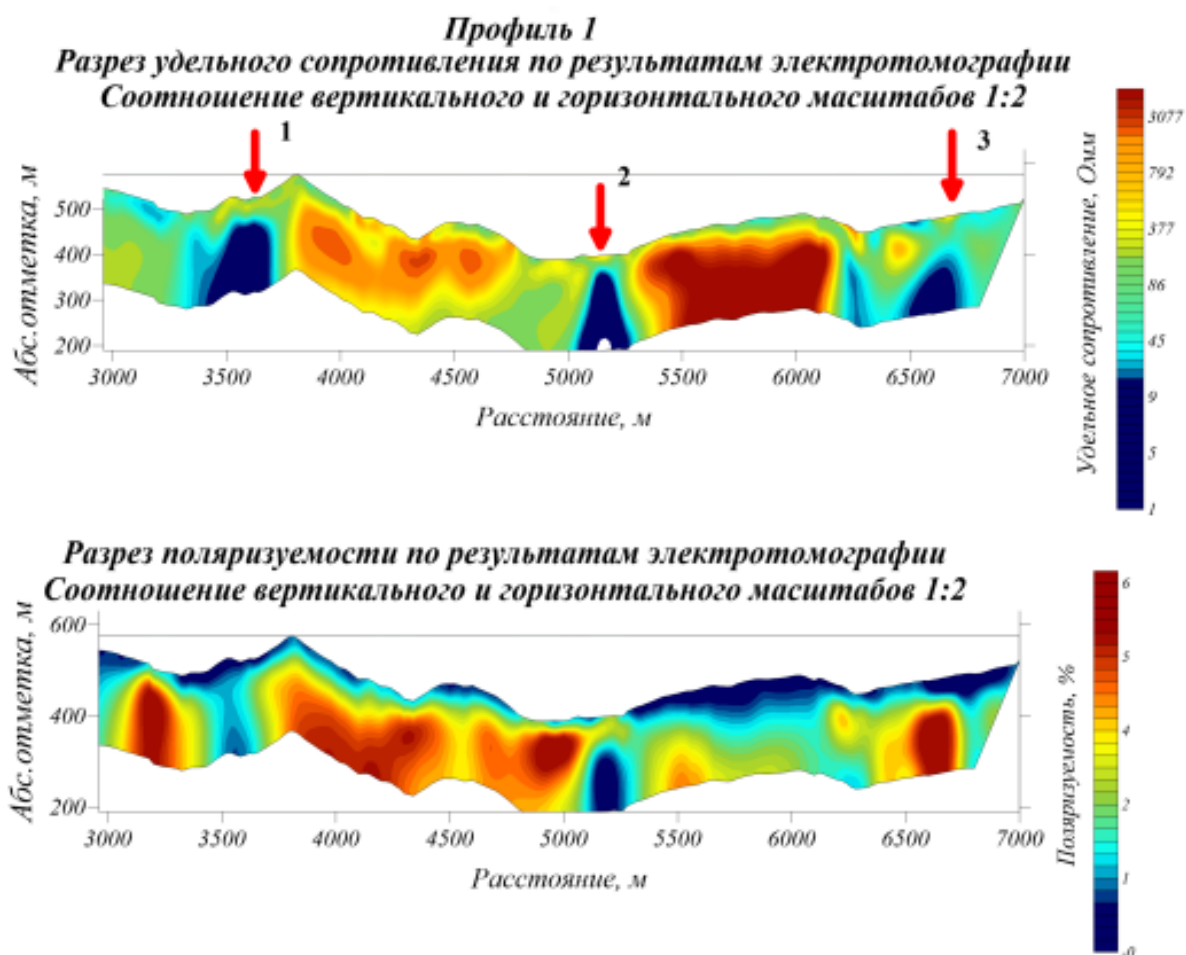 Профиль 1
Разрез удельного сопротивления по результатам электротомографии
Соотношение вертикального и горизонтального масштабов 1:2
1
2
3
Абс.отметка, м
500
400
300
200
3000 3500 4000 4500 5000 5500 6000 6500 7000
Расстояние, м
Удельное сопротивление, Омм
3077
792
377
86
45
9
5
1
Разрез поляризуемости по результатам электротомографии
Соотношение вертикального и горизонтального масштабов 1:2
Абс.отметка, м
600
400
200
3000 3500 4000 4500 5000 5500 6000 6500 7000
Расстояние, м
Поляризуемость, %
6
5
4
2
1
-0